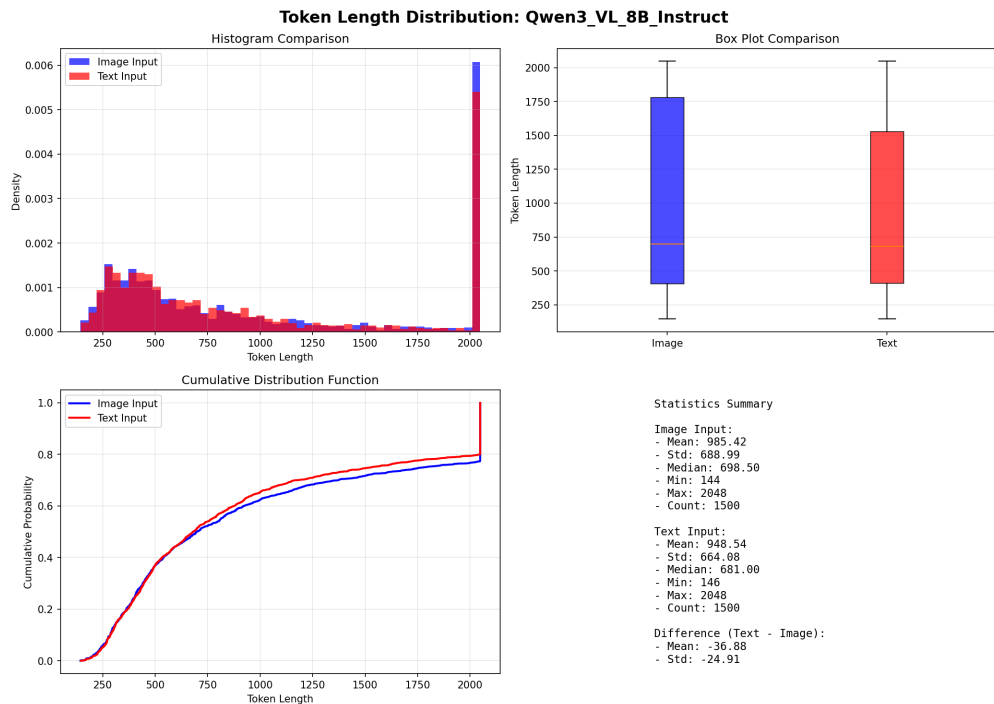 Token Length Distribution: Qwen3_VL_8B_Instruct
Histogram Comparison
Image Input
Text Input
0.006
0.005
0.004
0.003
0.002
0.001
0.000
Density
250 500 750 1000 1250 1500 1750 2000
Token Length
Box Plot Comparison
2000
1750
1500
1250
1000
750
500
250
Token Length
Image Text
Cumulative Distribution Function
Image Input
Text Input
1.0
0.8
0.6
0.4
0.2
0.0
Cumulative Probability
250 500 750 1000 1250 1500 1750 2000
Token Length
Statistics Summary
Image Input:
- Mean: 985.42
- Std: 688.99
- Median: 698.50
- Min: 144
- Max: 2048
- Count: 1500
Text Input:
- Mean: 948.54
- Std: 664.08
- Median: 681.00
- Min: 146
- Max: 2048
- Count: 1500
Difference (Text - Image):
- Mean: -36.88
- Std: -24.91